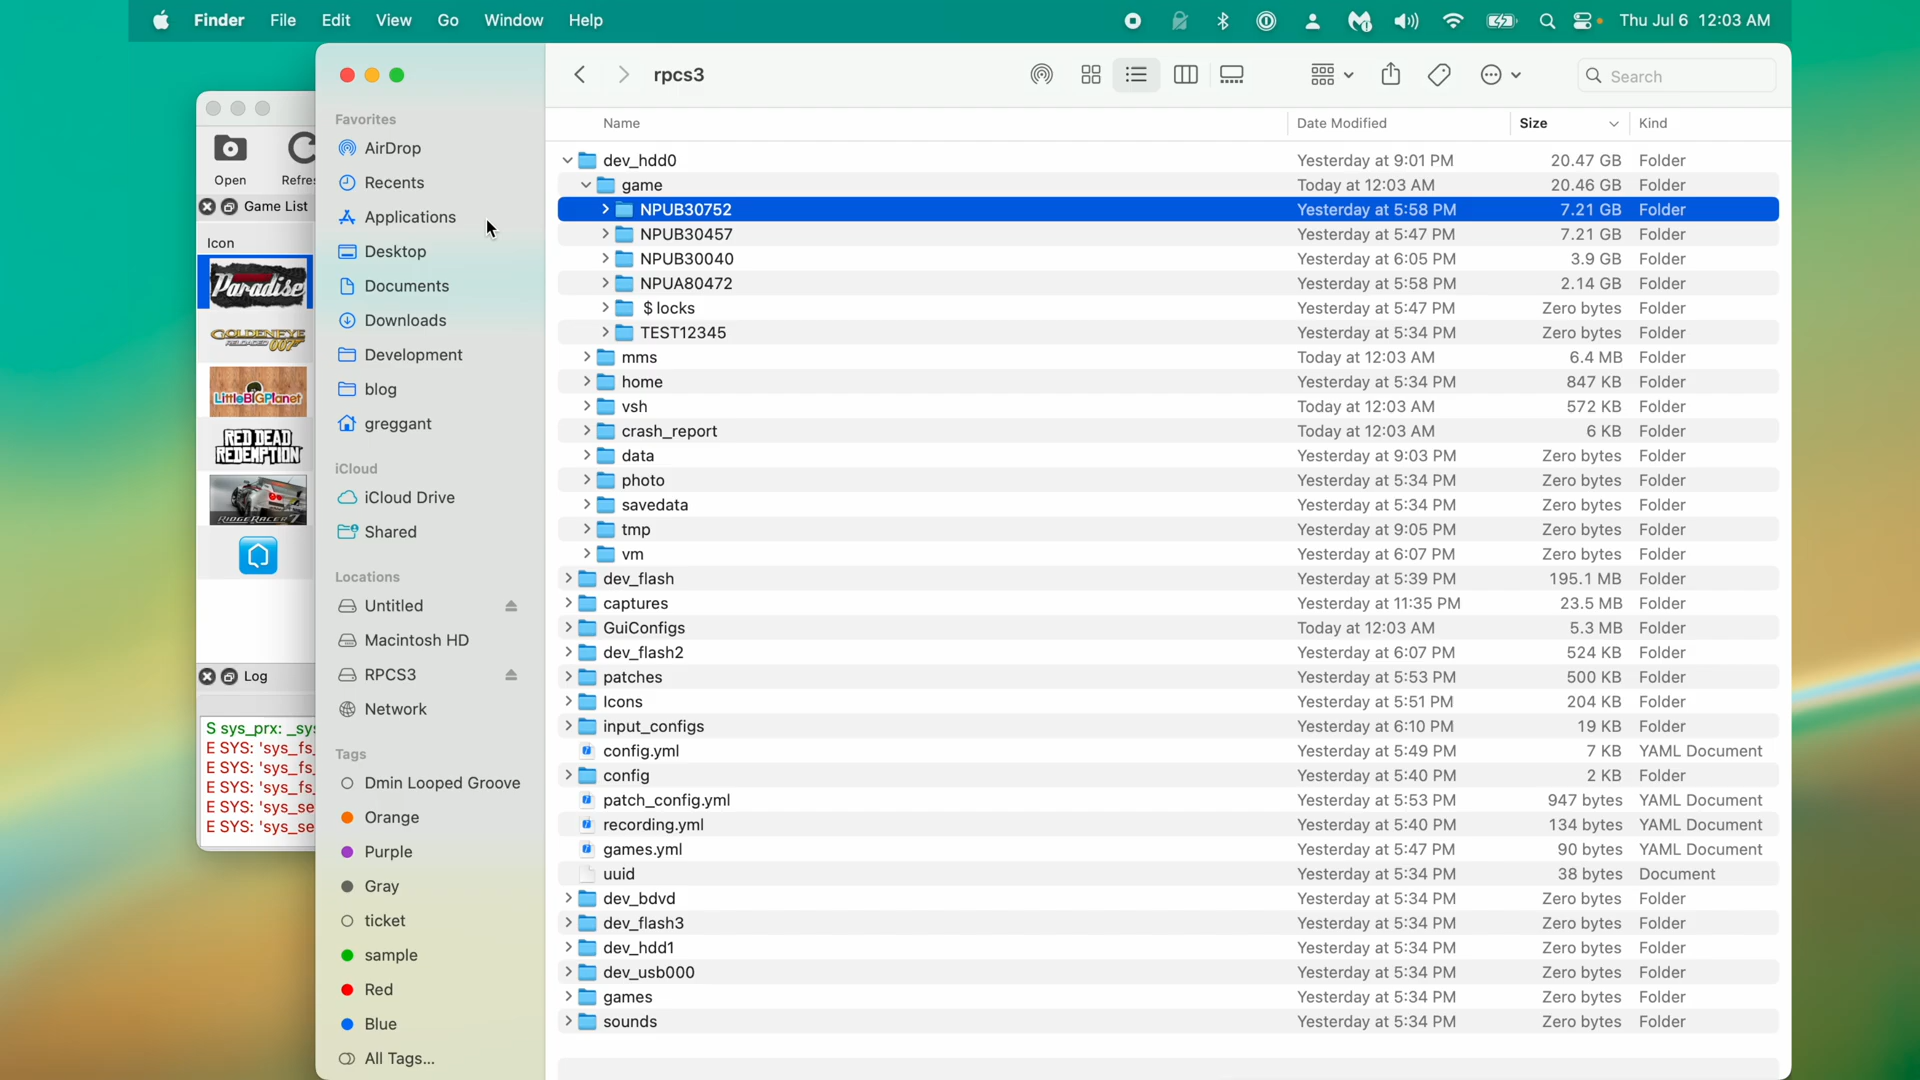 Finder File Edit View Go Window Help Thu Jul 6 12:03 AM
rpcs3
Search
Favorites
AirDrop
Recents
Applications
Desktop
Documents
Downloads
Development
blog
greggant
iCloud
iCloud Drive
Shared
Locations
Untitled
Macintosh HD
RPCS3
Network
Tags
Dmin Looped Groove
Orange
Purple
Gray
ticket
sample
Red
Blue
All Tags...
Open Refres
Game List
Icon
Paradise
GOLDENEYE
RELOADED 007
LittleBIGPlanet
RED DEAD
REDEMPTION
RIDGE RACER 7
Log
S sys_prx: _sys
E SYS: 'sys_fs_
E SYS: 'sys_fs_
E SYS: 'sys_fs_
E SYS: 'sys_se
E SYS: 'sys_se
Name Date Modified Size Kind
dev_hdd0 Yesterday at 9:01 PM 20.47 GB Folder
game Today at 12:03 AM 20.46 GB Folder
NPUB30752 Yesterday at 5:58 PM 7.21 GB Folder
NPUB30457 Yesterday at 5:47 PM 7.21 GB Folder
NPUB30040 Yesterday at 6:05 PM 3.9 GB Folder
NPUA80472 Yesterday at 5:58 PM 2.14 GB Folder
$locks Yesterday at 5:47 PM Zero bytes Folder
TEST12345 Yesterday at 5:34 PM Zero bytes Folder
mms Today at 12:03 AM 6.4 MB Folder
home Yesterday at 5:34 PM 847 KB Folder
vsh Today at 12:03 AM 572 KB Folder
crash_report Today at 12:03 AM 6 KB Folder
data Yesterday at 9:03 PM Zero bytes Folder
photo Yesterday at 5:34 PM Zero bytes Folder
savedata Yesterday at 5:34 PM Zero bytes Folder
tmp Yesterday at 9:05 PM Zero bytes Folder
vm Yesterday at 6:07 PM Zero bytes Folder
dev_flash Yesterday at 5:39 PM 195.1 MB Folder
captures Yesterday at 11:35 PM 23.5 MB Folder
GuiConfigs Today at 12:03 AM 5.3 MB Folder
dev_flash2 Yesterday at 6:07 PM 524 KB Folder
patches Yesterday at 5:53 PM 500 KB Folder
Icons Yesterday at 5:51 PM 204 KB Folder
input_configs Yesterday at 6:10 PM 19 KB Folder
config.yml Yesterday at 5:49 PM 7 KB YAML Document
config Yesterday at 5:40 PM 2 KB Folder
patch_config.yml Yesterday at 5:53 PM 947 bytes YAML Document
recording.yml Yesterday at 5:40 PM 134 bytes YAML Document
games.yml Yesterday at 5:47 PM 90 bytes YAML Document
uuid Yesterday at 5:34 PM 38 bytes Document
dev_bdvd Yesterday at 5:34 PM Zero bytes Folder
dev_flash3 Yesterday at 5:34 PM Zero bytes Folder
dev_hdd1 Yesterday at 5:34 PM Zero bytes Folder
dev_usb000 Yesterday at 5:34 PM Zero bytes Folder
games Yesterday at 5:34 PM Zero bytes Folder
sounds Yesterday at 5:34 PM Zero bytes Folder